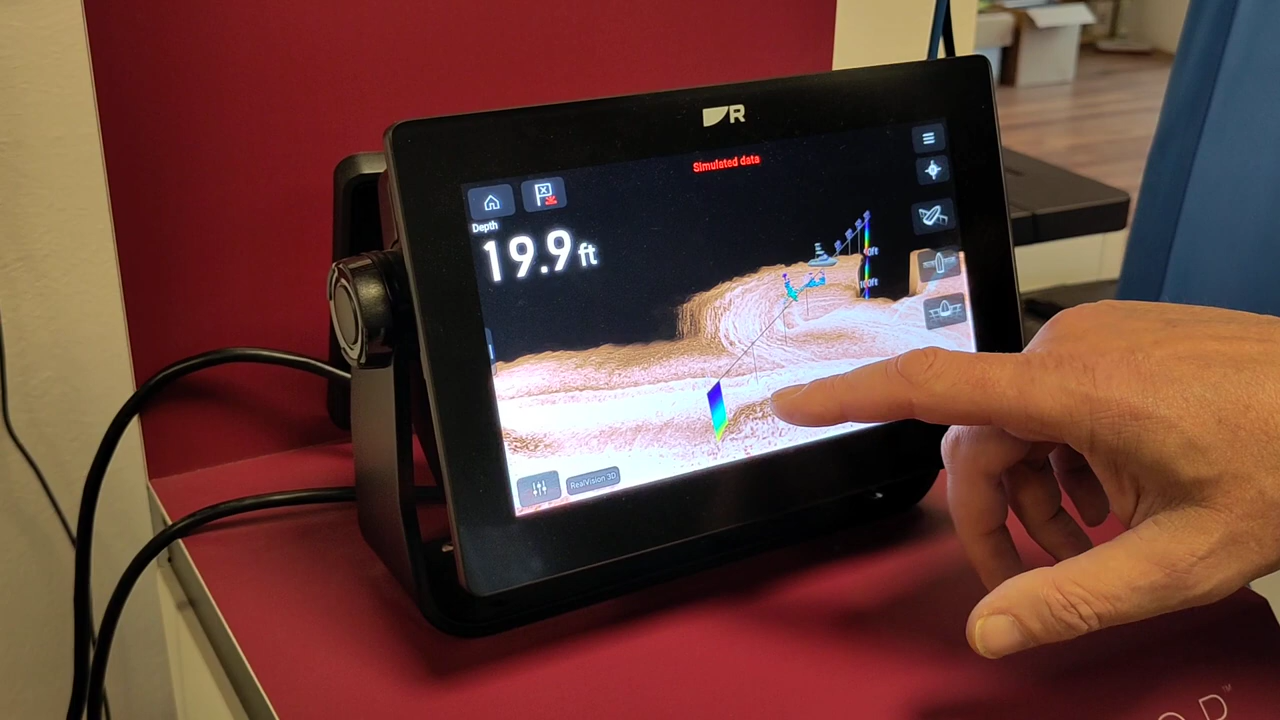 R
Simulated data
Depth
19.9 ft
RealVision 3D